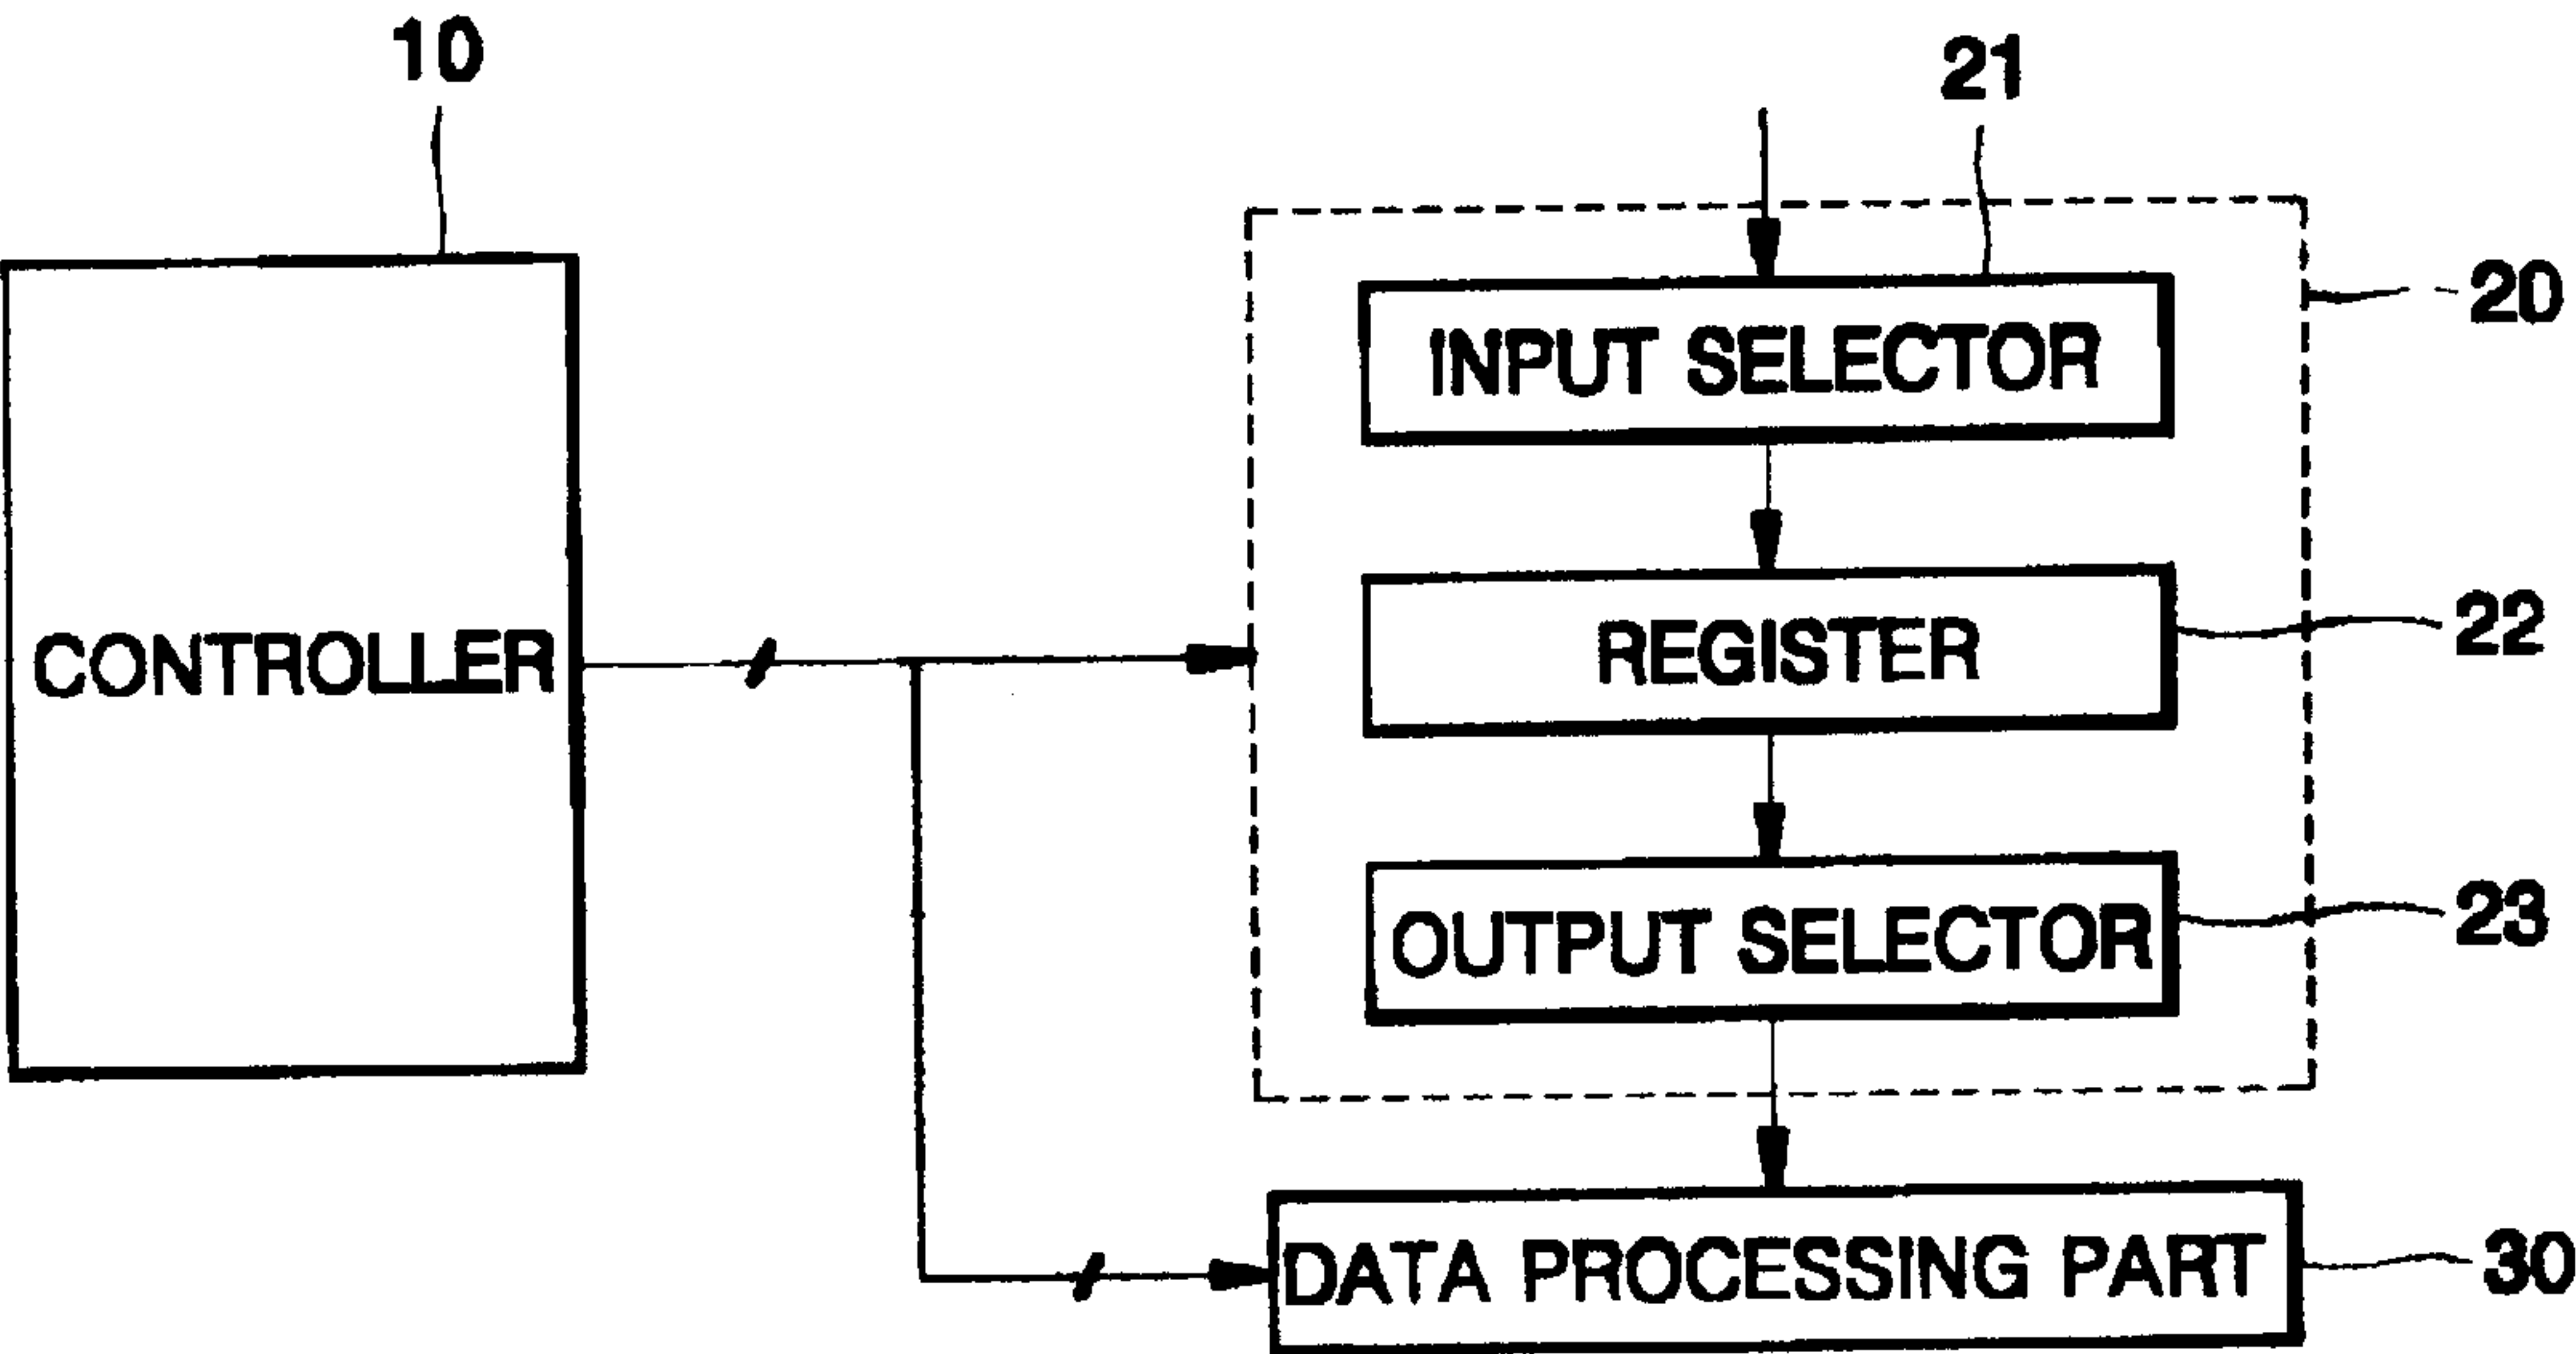 10
21
INPUT SELECTOR
20
CONTROLLER
REGISTER
22
OUTPUT SELECTOR
23
DATA PROCESSING PART
30